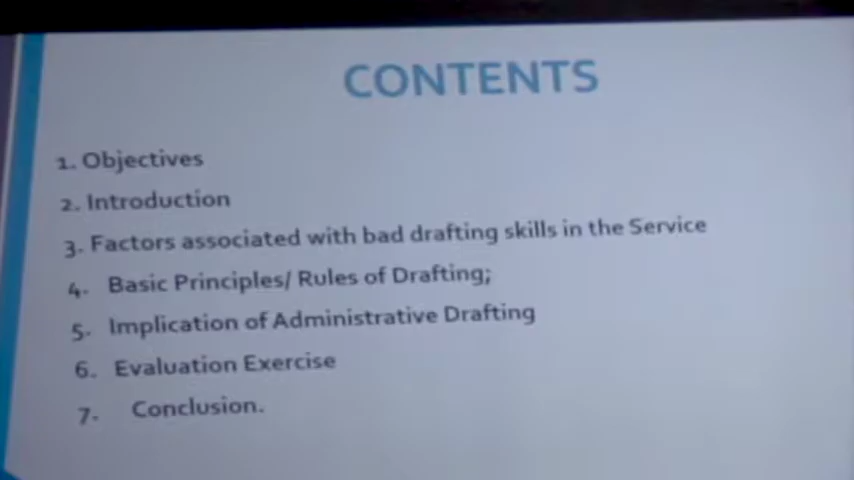 CONTENTS
1. Objectives
2. Introduction
3. Factors associated with bad drafting skills in the Service
4. Basic Principles/ Rules of Drafting;
5. Implication of Administrative Drafting
6. Evaluation Exercise
7. Conclusion.